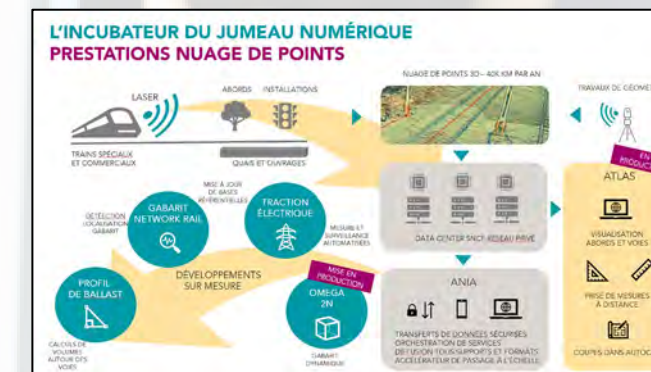 L'INCUBATEUR DU JUMEAU NUMÉRIQUE
PRESTATIONS NUAGE DE POINTS
LASER
ABORDS
INSTALLATIONS
NUAGE DE POINTS 3D – 40K KM PAR AN
TRAVAUX DE GÉOMÈ
TRAINS SPÉCIAUX
ET COMMERCIAUX
QUAIS ET OUVRAGES
MISE À JOUR
DE BASES
RÉFÉRENTIELLES
DÉTECTION
LOCALISATION
GABARIT
GABARIT
NETWORK RAIL
TRACTION
ÉLECTRIQUE
MESURE ET
SURVEILLANCE
AUTOMATISÉES
DATA CENTER SNCF RÉSEAU PRIVÉ
EN
PRODUC
ATLAS
VISUALISATION
ABORDS ET VOIES
PRISE DE MESURES
À DISTANCE
COUPES DANS AUTOC
PROFIL
DE BALLAST
DÉVELOPPEMENTS
SUR MESURE
MISE EN
PRODUCTION
OMEGA
2N
GABARIT
DYNAMIQUE
CALCULS DE
VOLUMES
AUTOUR DES
VOIES
ANIA
TRANSFERTS DE DONNÉES SÉCURISÉS
ORCHESTRATION DE SERVICES
DIFFUSION TOUS SUPPORTS ET FORMATS
ACCÉLÉRATEUR DE PASSAGE À L'ÉCHELLE